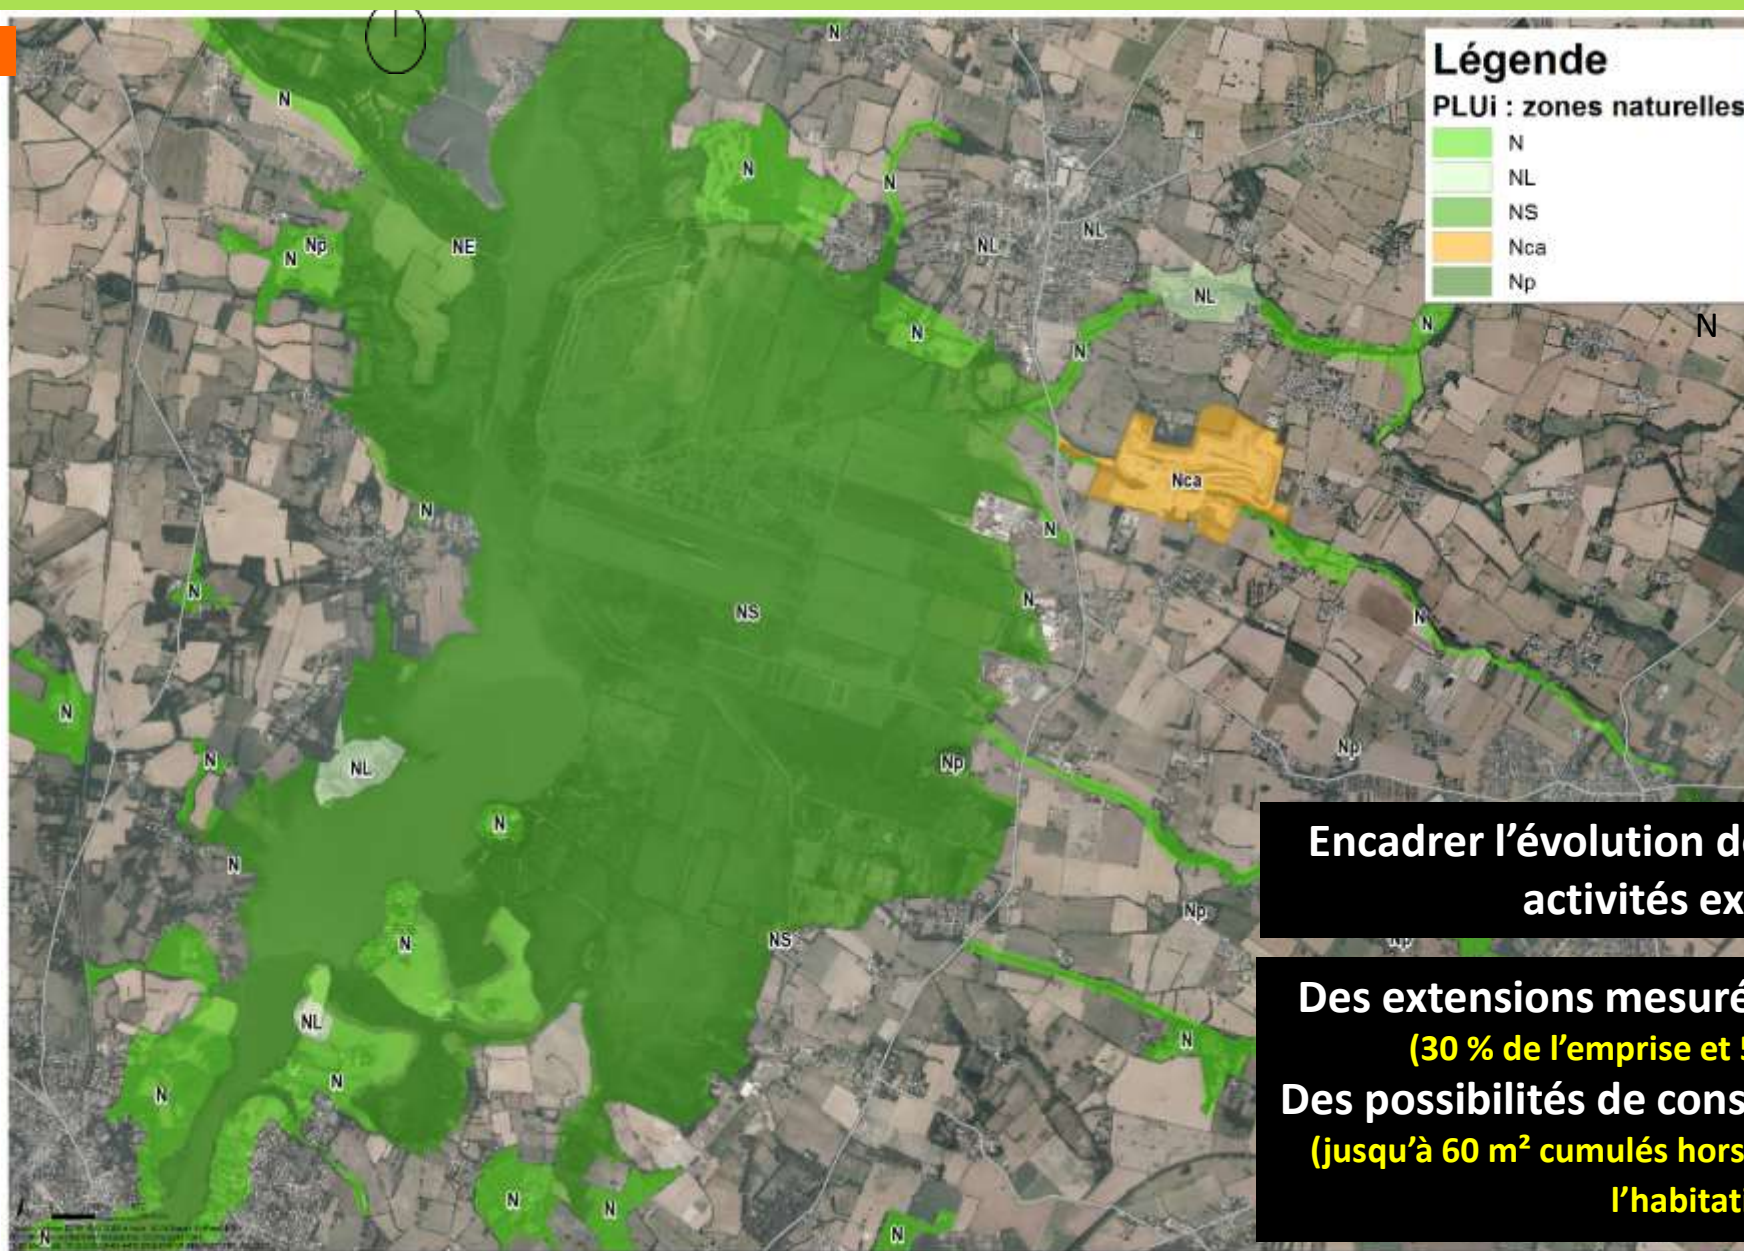 Légende
PLUi : zones naturelles
N
NL
NS
Nca
Np
N
N
N
N
N
NL
NL
Np
N
NE
NL
N
N
N
N
Nca
N
N
N
N
NS
N
N
Np
N
Np
NL
N
N
Np
NS
N
Np
NL
N
N
N
N
N
N
N
Encadrer l’évolution d
activités ex
Des extensions mesuré
(30 % de l’emprise et
Des possibilités de cons
(jusqu’à 60 m² cumulés hors
l’habitati